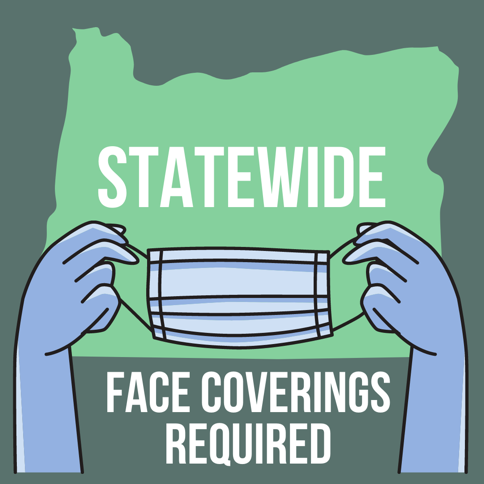 STATEWIDE
FACE COVERINGS
REQUIRED